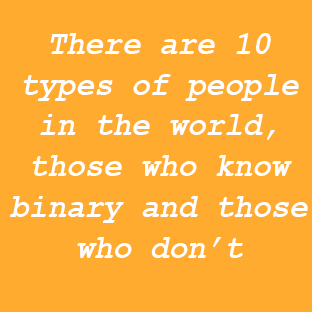 There are 10
types of people
in the world,
those who know
binary and those
who don’t